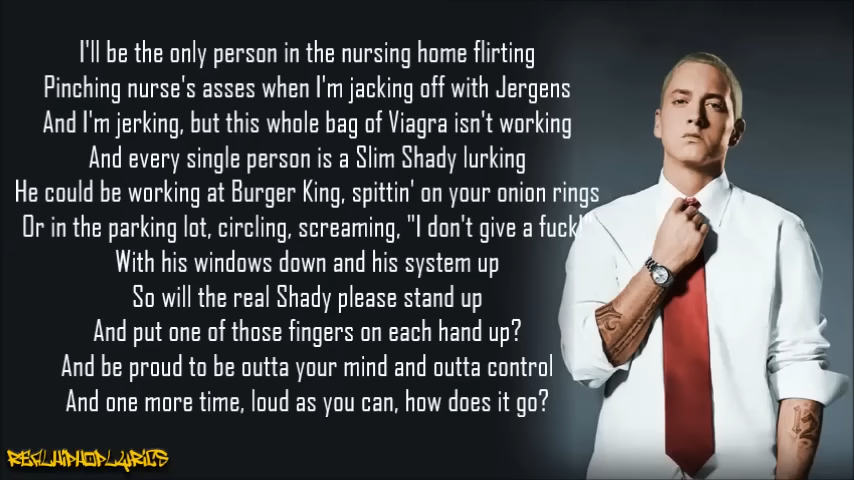 I'll be the only person in the nursing home flirting
Pinching nurse's asses when I'm jacking off with Jergens
And I'm jerking, but this whole bag of Viagra isn't working
And every single person is a Slim Shady lurking
He could be working at Burger King, spittin' on your onion rings
Or in the parking lot, circling, screaming, "I don't give a fuck!"
With his windows down and his system up
So will the real Shady please stand up
And put one of those fingers on each hand up?
And be proud to be outta your mind and outta control
And one more time, loud as you can, how does it go?
REALHIPHOPLYRICS